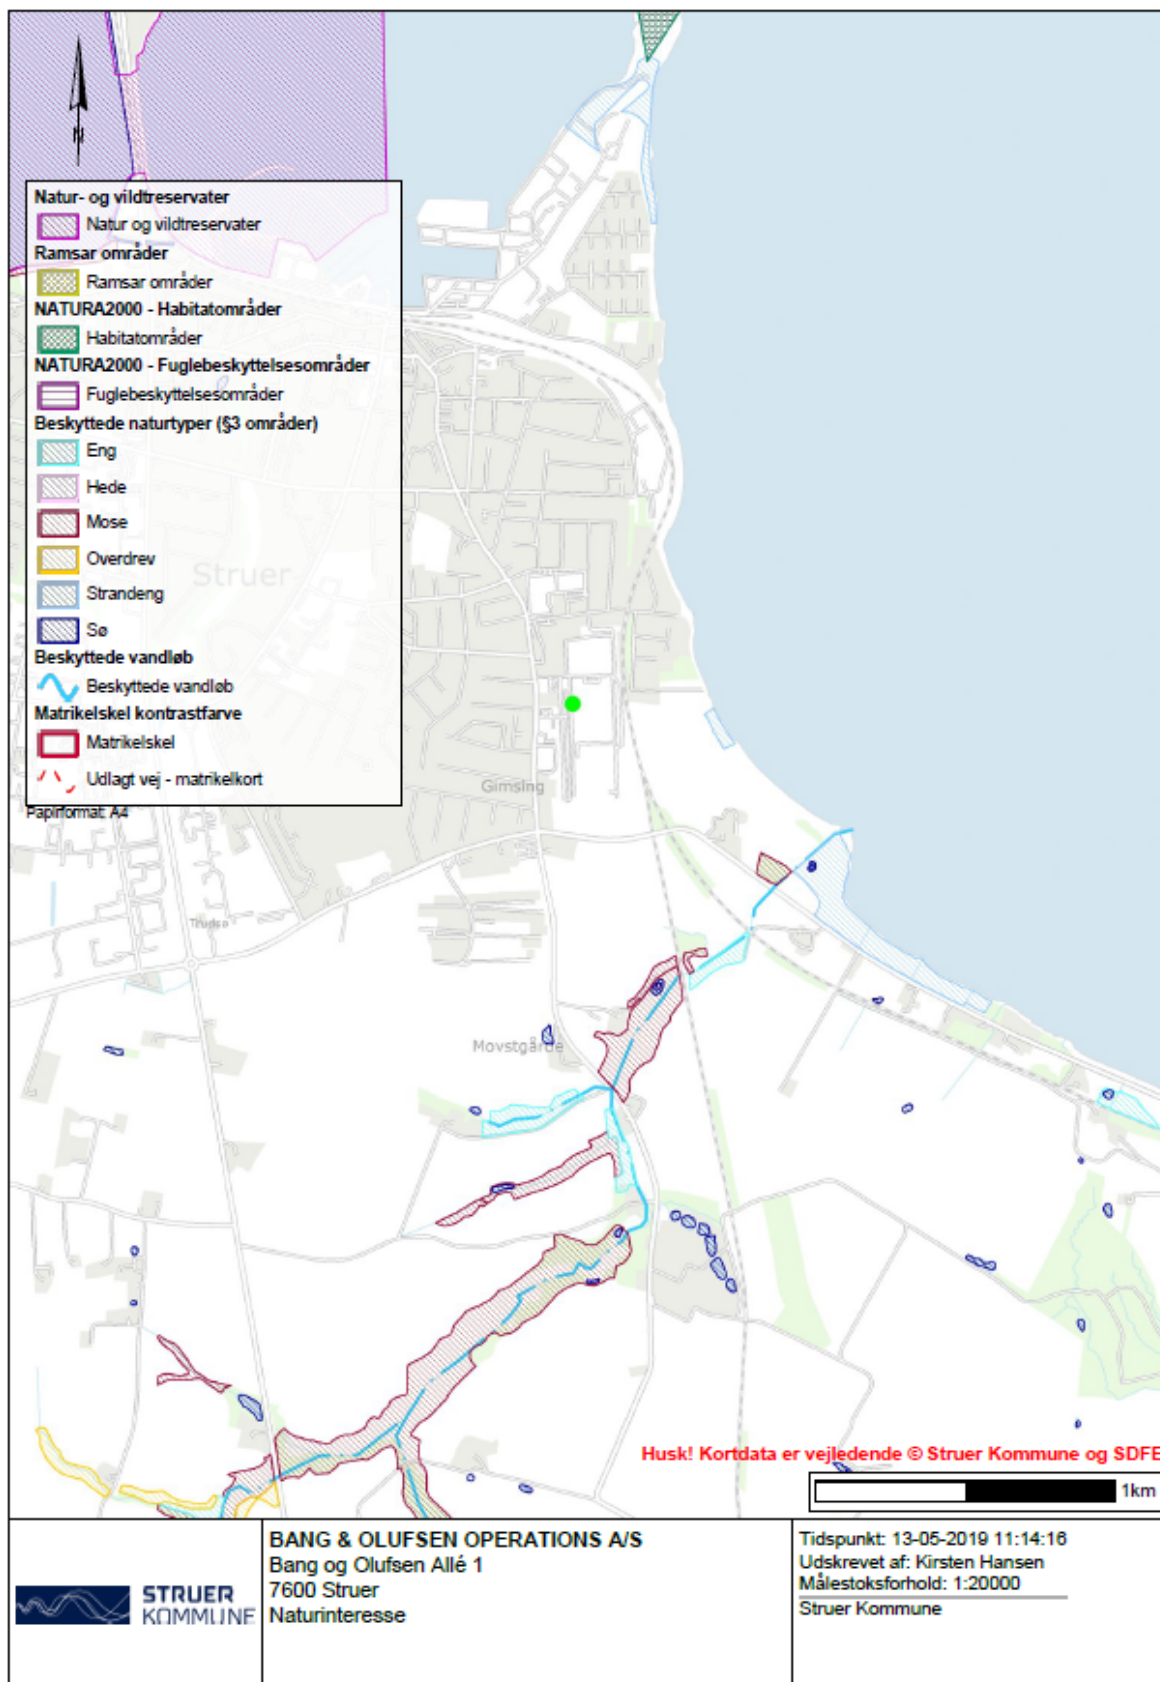 N
Natur- og vildtreservater
Natur og vildtreservater
Ramsar områder
Ramsar områder
NATURA2000 - Habitatområder
Habitatområder
NATURA2000 - Fuglebeskyttelsesområder
Fuglebeskyttelsesområder
Beskyttede naturtyper (§3 områder)
Eng
Hede
Mose
Overdrev
Strandeng
Sø
Beskyttede vandløb
Beskyttede vandløb
Matrikelskel kontrastfarve
Matrikelskel
Udlagt vej - matrikelkort
Papirformat: A4
Struer
Gimsing
Trudsø
Movstgårde
Husk! Kortdata er vejledende © Struer Kommune og SDFE
1km
STRUER
KOMMUNE
BANG & OLUFSEN OPERATIONS A/S
Bang og Olufsen Allé 1
7600 Struer
Naturinteresse
Tidspunkt: 13-05-2019 11:14:16
Udskrevet af: Kirsten Hansen
Målestoksforhold: 1:20000
Struer Kommune